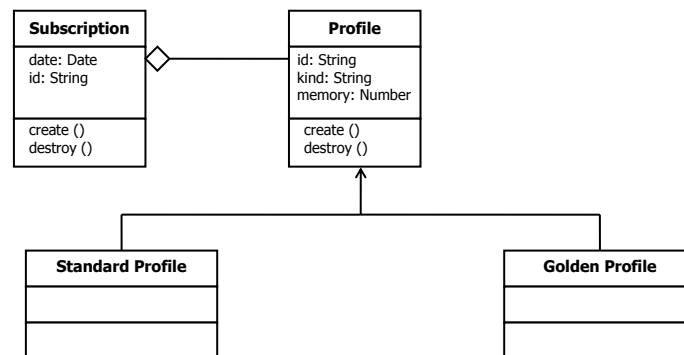 Subscription
date: Date
id: String
create ()
destroy ()
Profile
id: String
kind: String
memory: Number
create ()
destroy ()
Standard Profile
Golden Profile